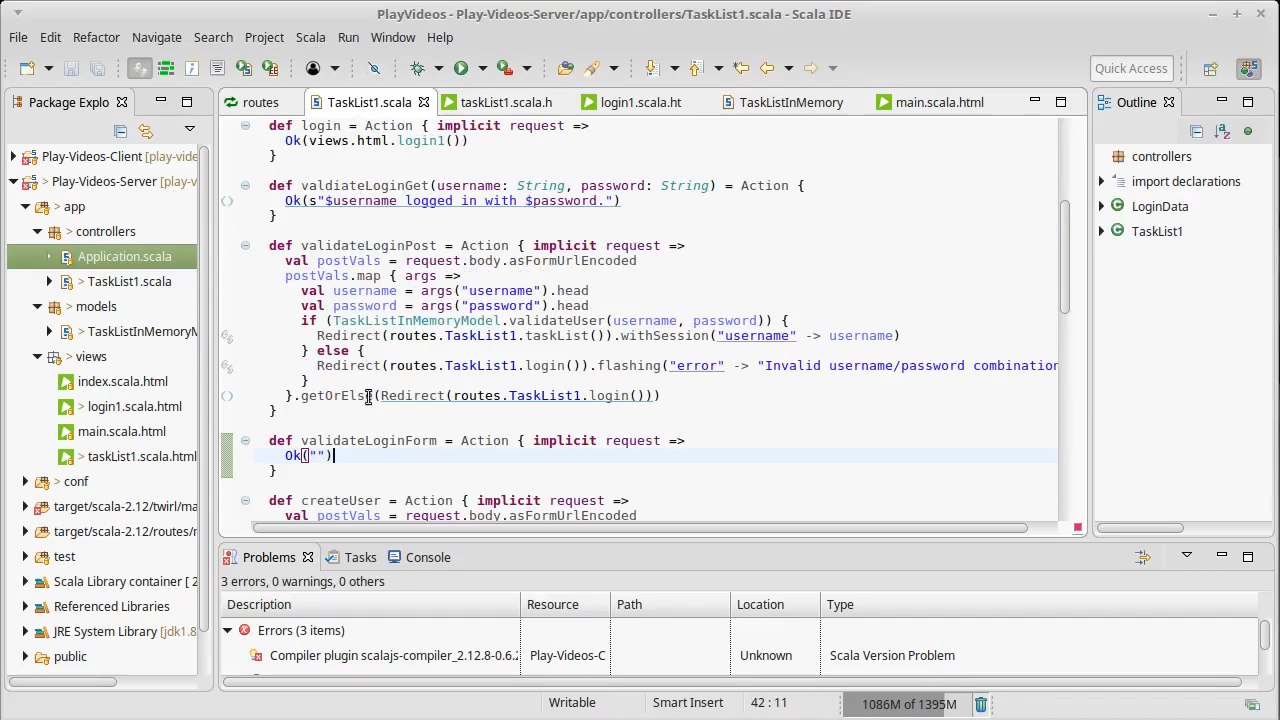 PlayVideos - Play-Videos-Server/app/controllers/TaskList1.scala - Scala IDE
File Edit Refactor Navigate Search Project Scala Run Window Help
Quick Access
Package Explo
routes
TaskList1.scala
taskList1.scala.h
login1.scala.ht
TaskListInMemory
main.scala.html
Outline
Play-Videos-Client [play-vide
Play-Videos-Server [play-v
> app
> controllers
Application.scala
> TaskList1.scala
> models
> TaskListInMemoryM
> views
index.scala.html
> login1.scala.html
main.scala.html
> taskList1.scala.html
> conf
target/scala-2.12/twirl/ma
target/scala-2.12/routes/r
test
Scala Library container [ 2
Referenced Libraries
JRE System Library [jdk1.8
public
def login = Action { implicit request =>
Ok(views.html.login1())
}
def valdiateLoginGet(username: String, password: String) = Action {
Ok(s"$username logged in with $password.")
}
def validateLoginPost = Action { implicit request =>
val postVals = request.body.asFormUrlEncoded
postVals.map { args =>
val username = args("username").head
val password = args("password").head
if (TaskListInMemoryModel.validateUser(username, password)) {
Redirect(routes.TaskList1.taskList()).withSession("username" -> username)
} else {
Redirect(routes.TaskList1.login()).flashing("error" -> "Invalid username/password combination
}
}.getOrElse(Redirect(routes.TaskList1.login()))
}
def validateLoginForm = Action { implicit request =>
Ok("")
}
def createUser = Action { implicit request =>
val postVals = request.body.asFormUrlEncoded
controllers
import declarations
LoginData
TaskList1
Problems
Tasks
Console
3 errors, 0 warnings, 0 others
Description Resource Path Location Type
Errors (3 items)
Compiler plugin scalajs-compiler_2.12.8-0.6.2 Play-Videos-C Unknown Scala Version Problem
Writable Smart Insert 42 : 11 1086M of 1395M